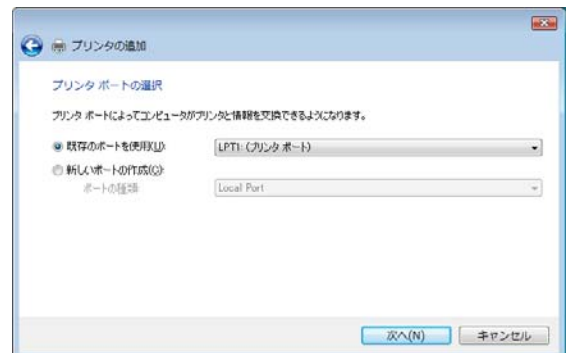 プリンタの追加
プリンタ ポートの選択
プリンタ ポートによってコンピュータがプリンタと情報を交換できるようになります。
既存のポートを使用(U):
LPT1: (プリンタ ポート)
新しいポートの作成(C):
ポートの種類:
Local Port
次へ(N)
キャンセル